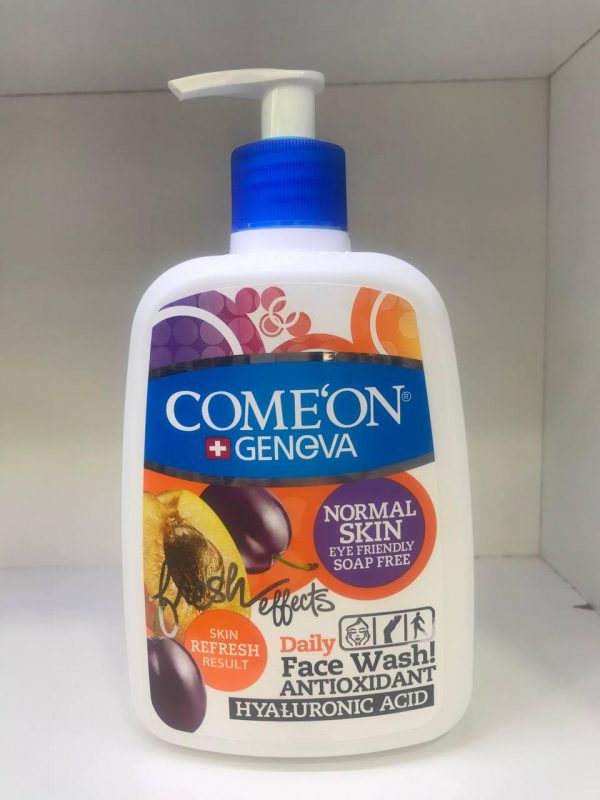 COME'ON®
GENeVA
NORMAL
SKIN
EYE FRIENDLY
SOAP FREE
fresh effects
SKIN
REFRESH
RESULT
Daily
Face Wash!
ANTIOXIDANT
HYALURONIC ACID